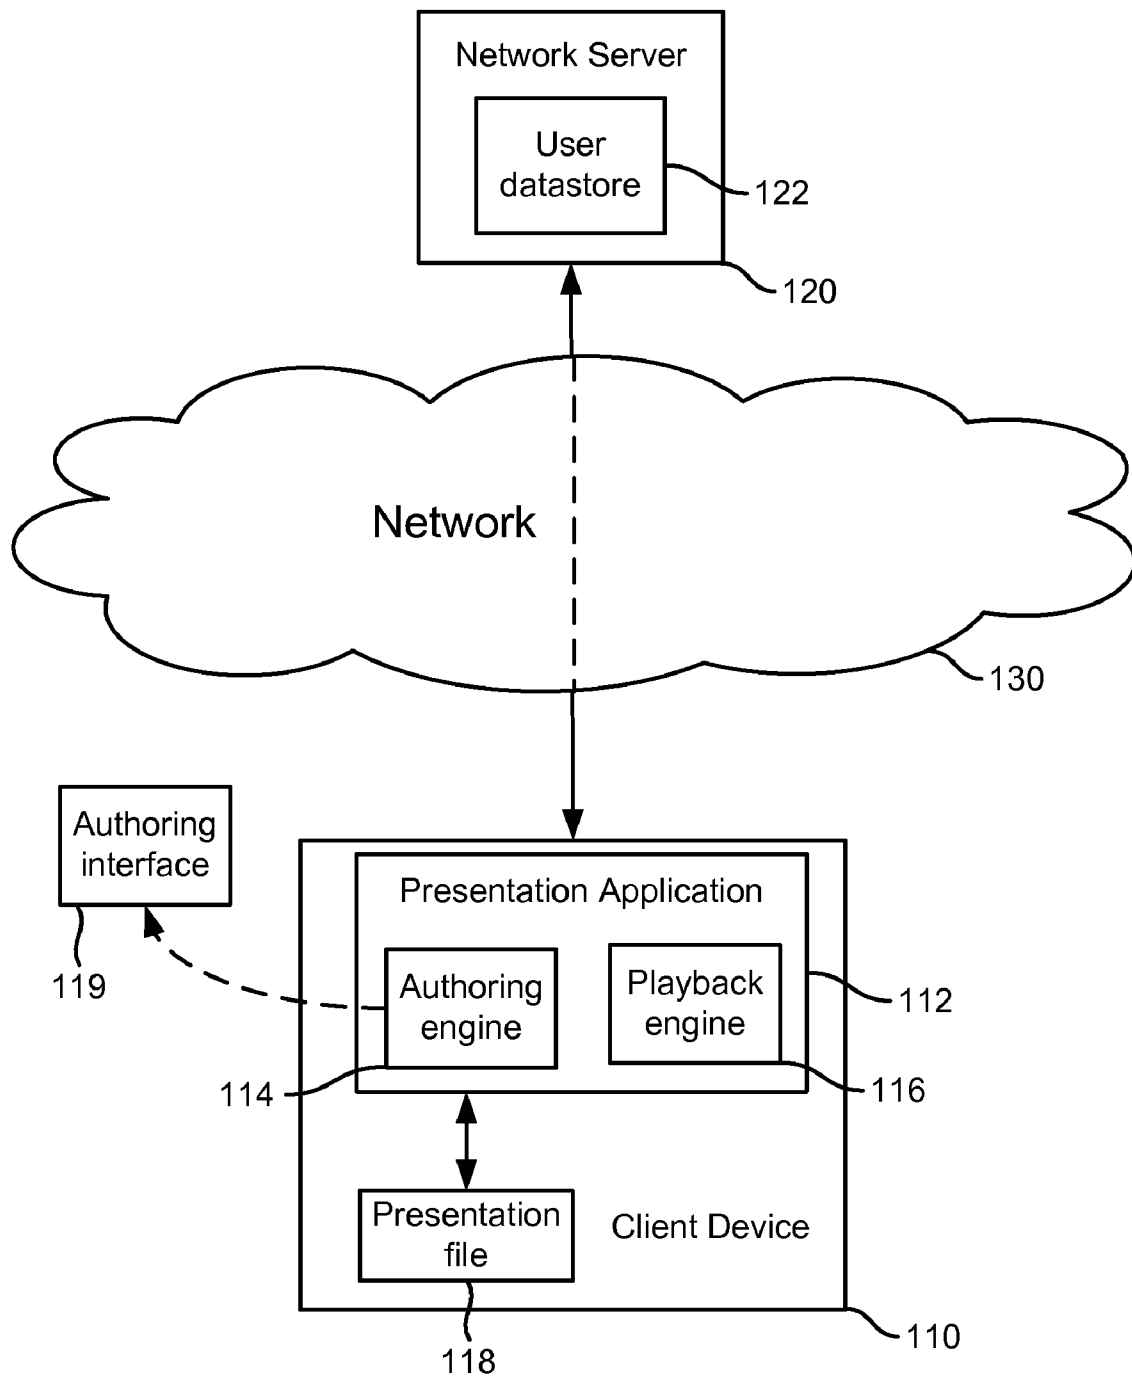 Network Server
User
datastore
122
120
Network
130
Authoring
interface
119
Presentation Application
Authoring
engine
Playback
engine
112
114
116
Presentation
file
Client Device
110
118